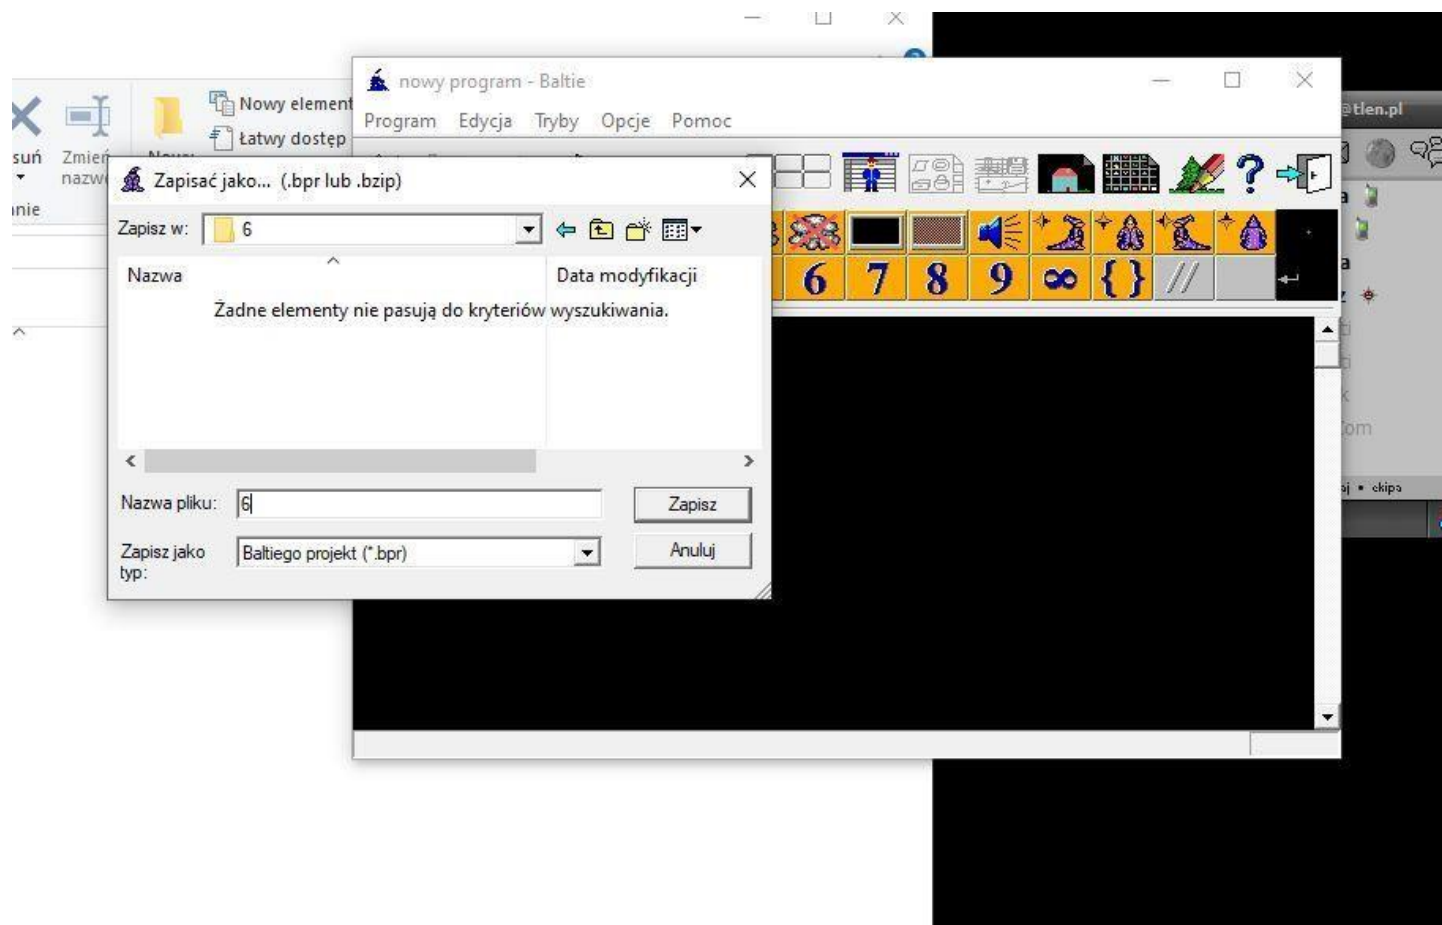 nowy program - Baltie
@tlen.pl
Nowy element
Program Edycja Tryby Opcje Pomoc
Łatwy dostęp
suń Zmień
Zapisać jako... (.bpr lub .bzip)
nie
Zapisz w: 6
Nazwa Data modyfikacji
6 7 8 9 ∞ { } //
Żadne elementy nie pasują do kryteriów wyszukiwania.
Nazwa pliku: 6 Zapisz
• ekipa
Zapisz jako typ: Baltiego projekt (*.bpr) Anuluj